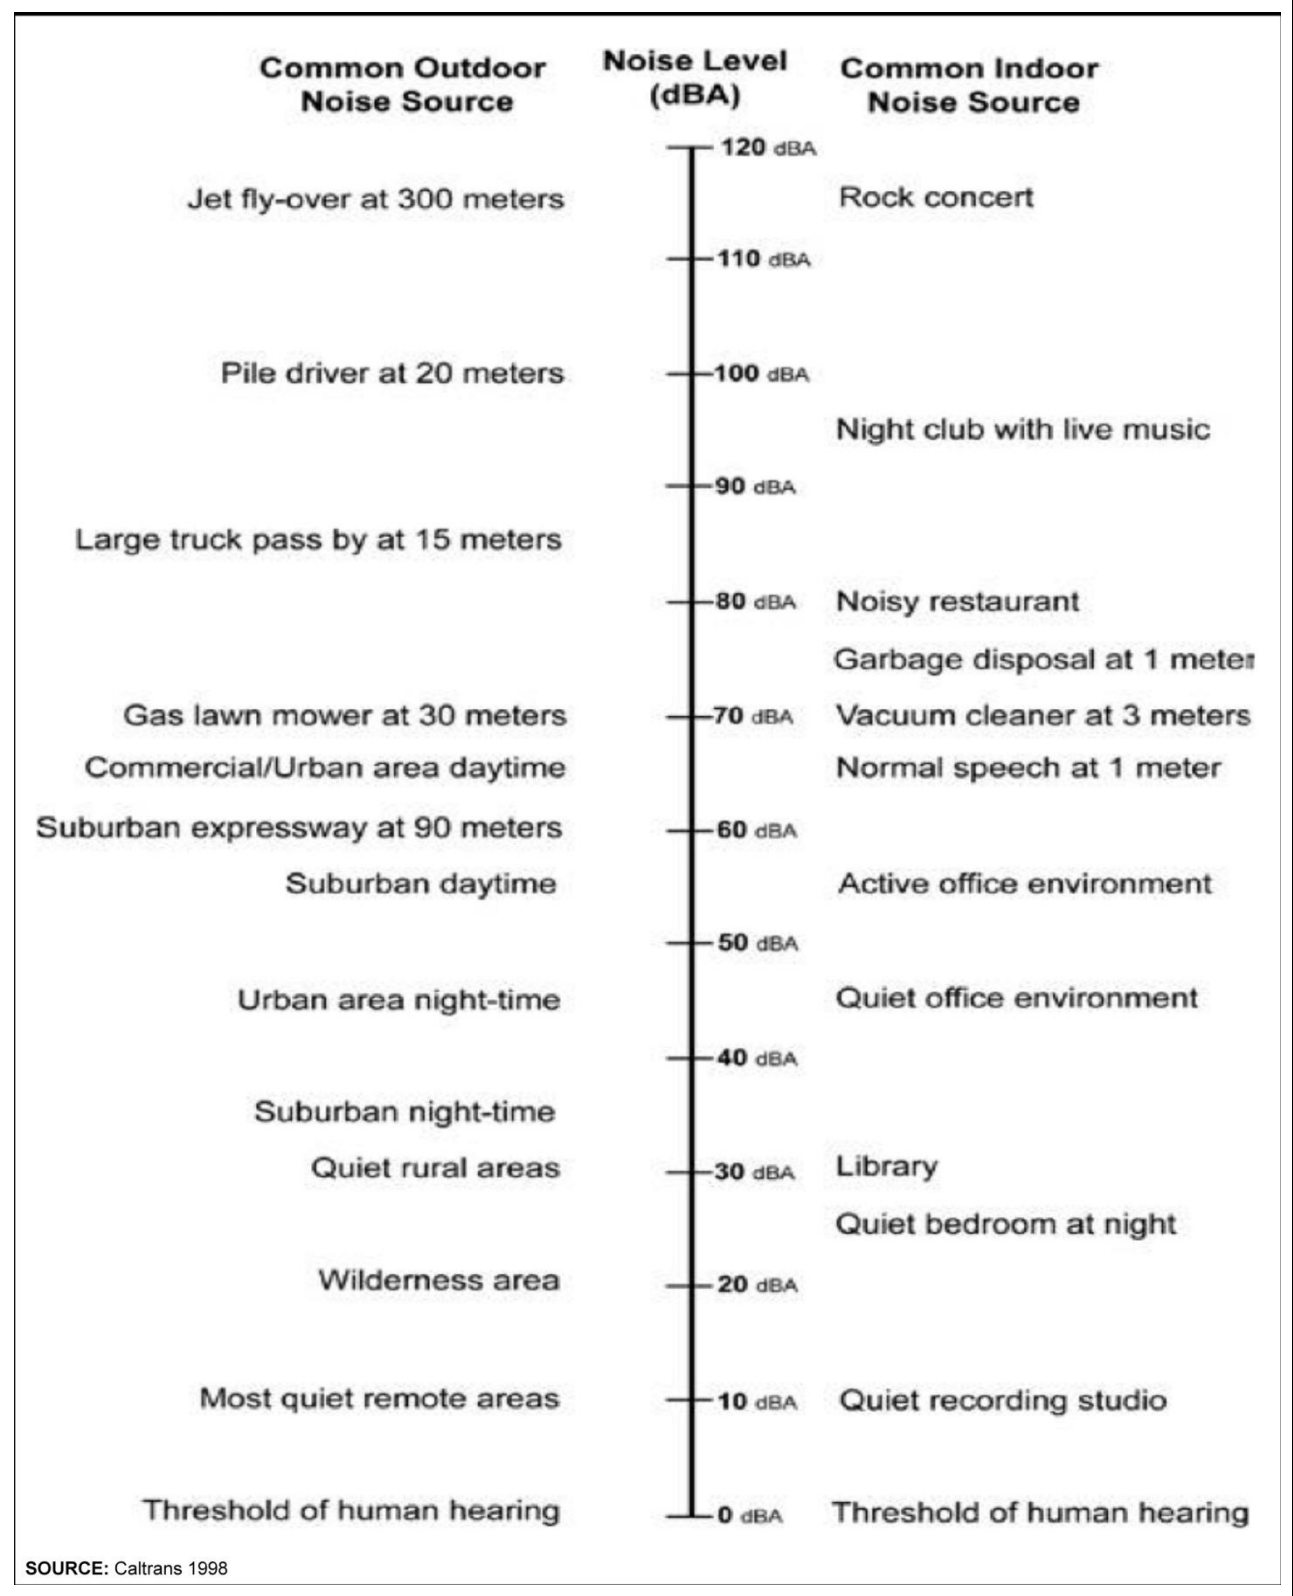 Common Outdoor
Noise Source
Noise Level
(dBA)
Common Indoor
Noise Source
120 dBA
Jet fly-over at 300 meters
Rock concert
110 dBA
Pile driver at 20 meters
100 dBA
Night club with live music
90 dBA
Large truck pass by at 15 meters
80 dBA
Noisy restaurant
Garbage disposal at 1 meter
Gas lawn mower at 30 meters
70 dBA
Vacuum cleaner at 3 meters
Commercial/Urban area daytime
Normal speech at 1 meter
Suburban expressway at 90 meters
60 dBA
Suburban daytime
Active office environment
50 dBA
Urban area night-time
Quiet office environment
40 dBA
Suburban night-time
Quiet rural areas
30 dBA
Library
Quiet bedroom at night
Wilderness area
20 dBA
Most quiet remote areas
10 dBA
Quiet recording studio
Threshold of human hearing
0 dBA
Threshold of human hearing
SOURCE: Caltrans 1998